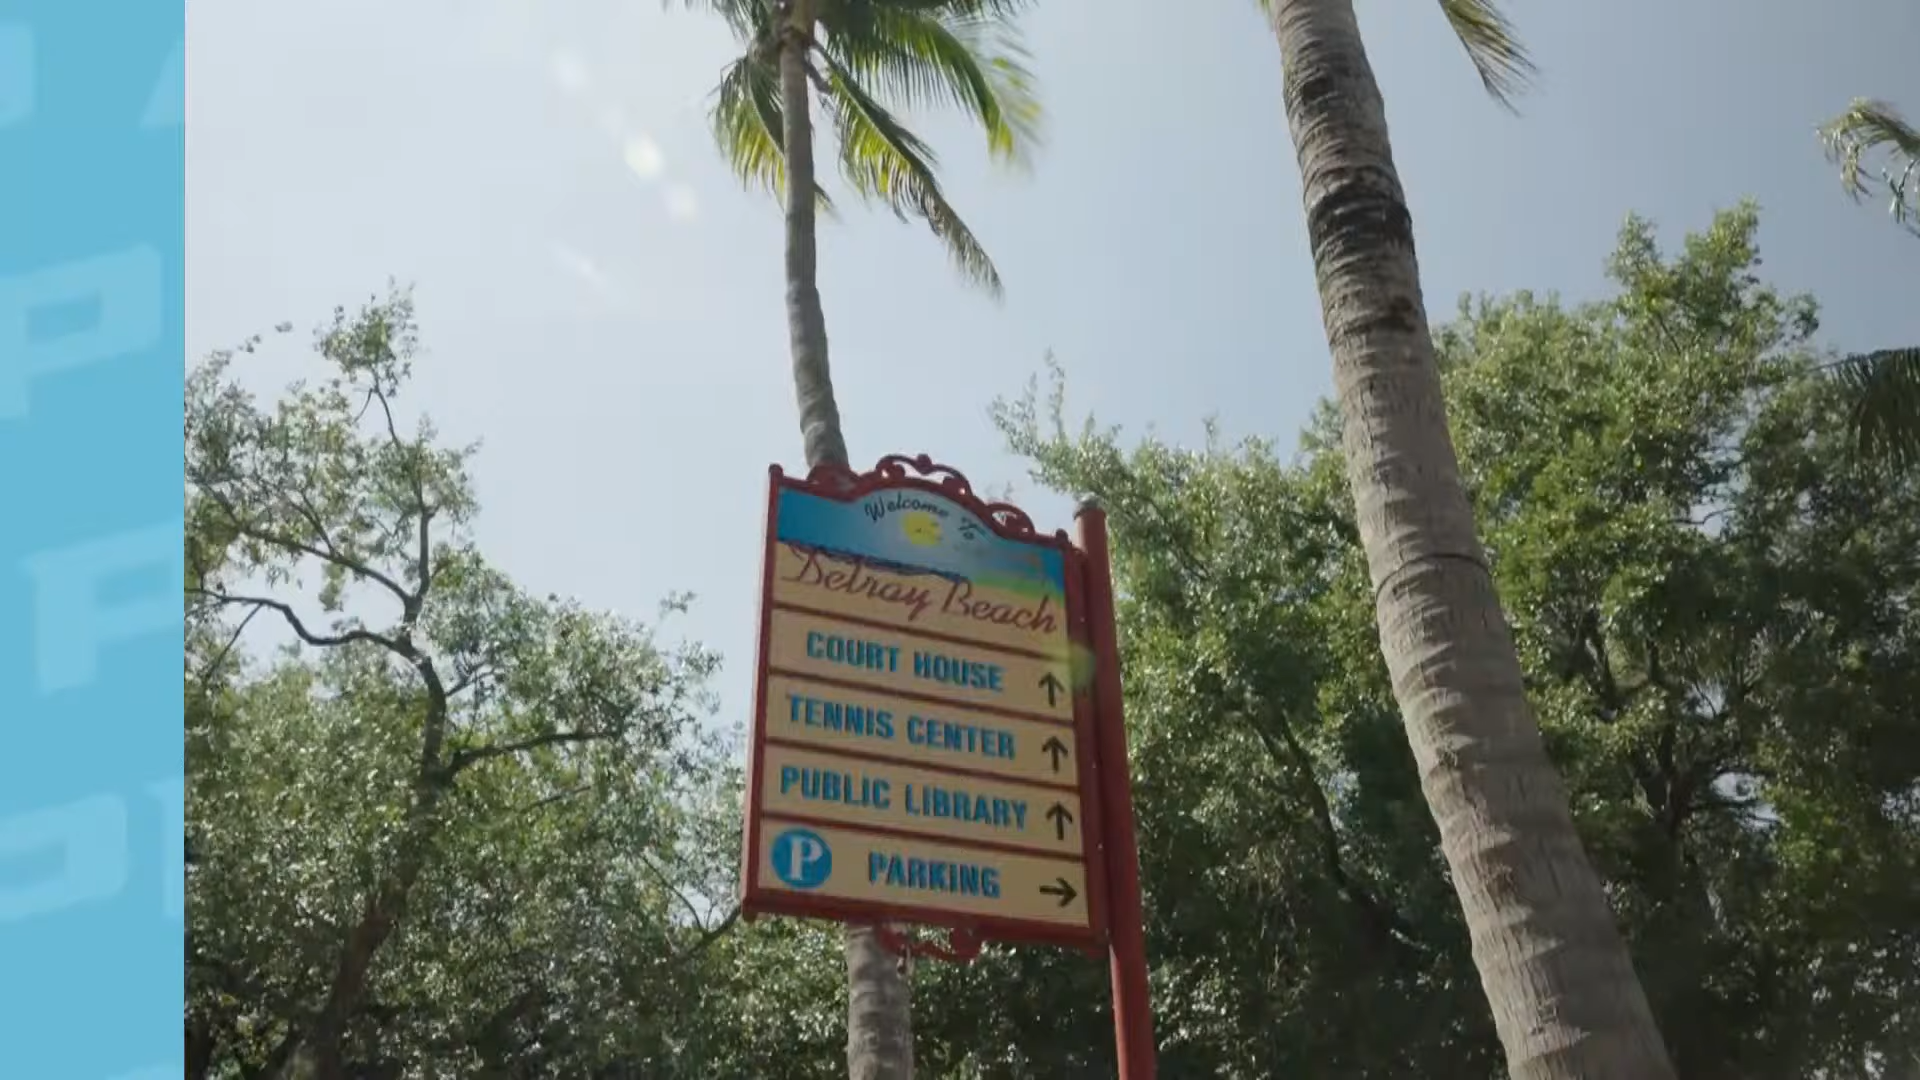 Welcome To
Delray Beach
COURT HOUSE ↑
TENNIS CENTER ↑
PUBLIC LIBRARY ↑
P PARKING →